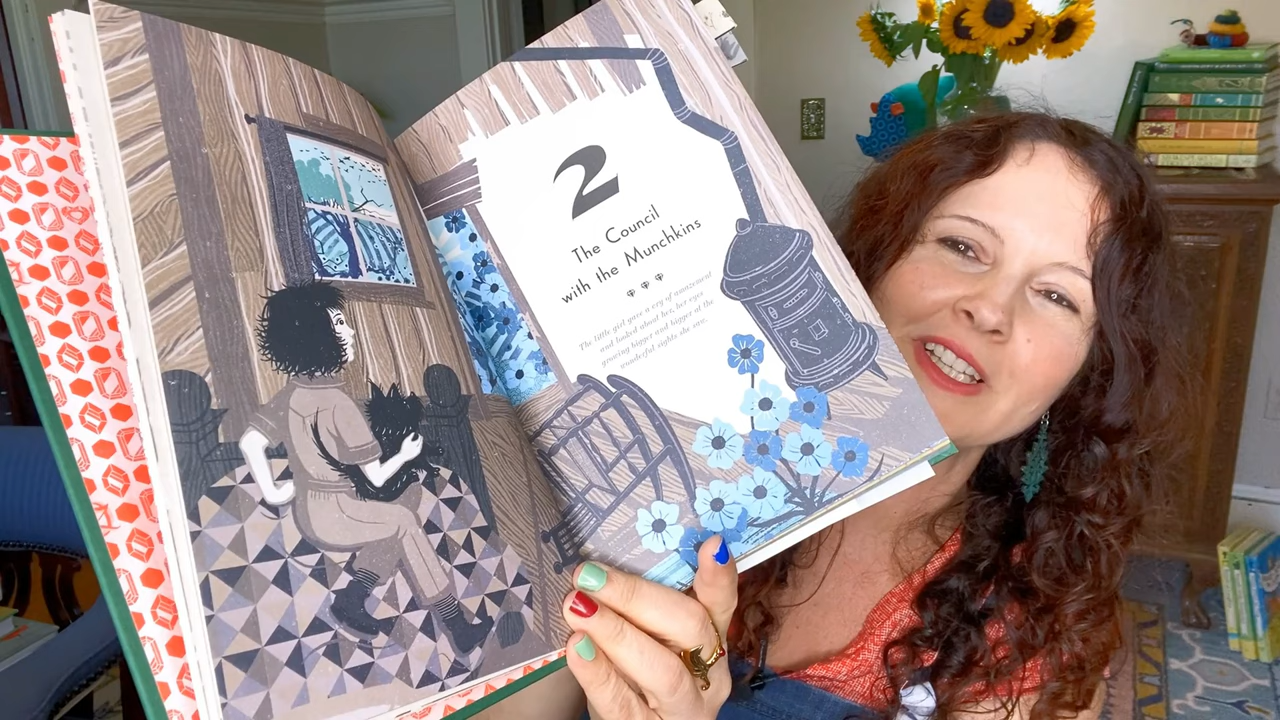 2
The Council
with the Munchkins
The little girl gave a cry of amazement
and looked about her, her eyes
growing bigger and bigger at the
wonderful sights she saw.